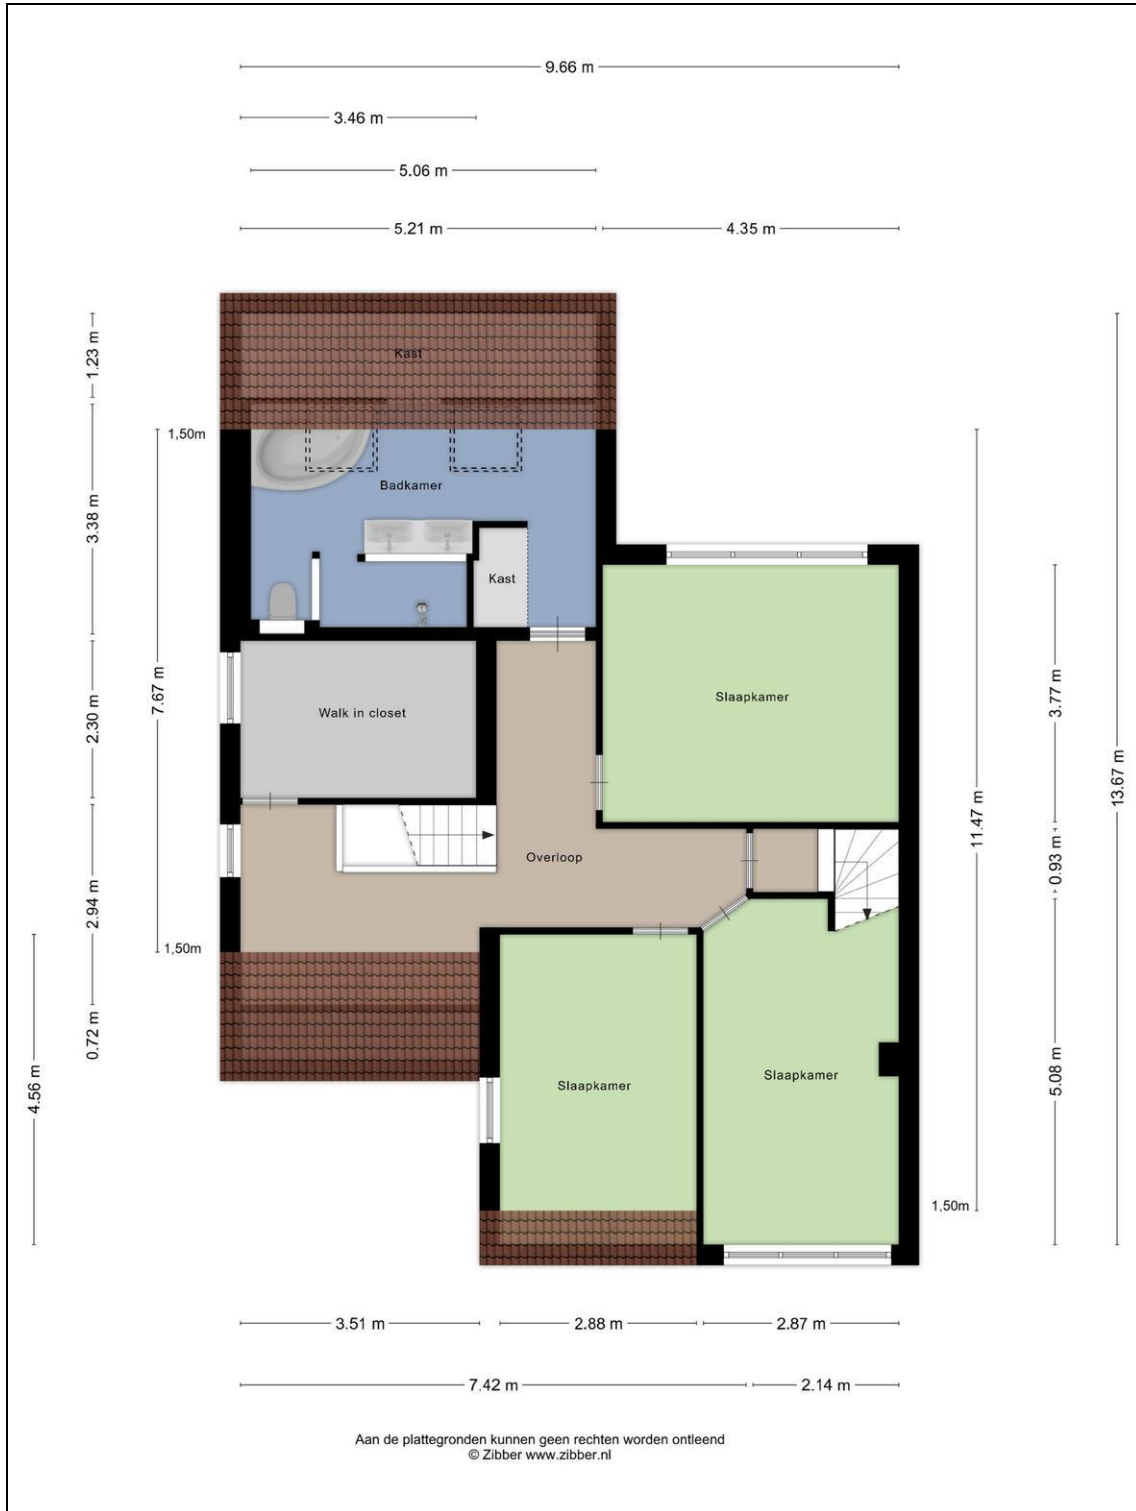 9.66 m
3.46 m
5.06 m
5.21 m
4.35 m
1.23 m
Kast
1,50m
3.38 m
Badkamer
Kast
7.67 m
2.30 m
Walk in closet
Slaapkamer
3.77 m
13.67 m
11.47 m
Overloop
0.93 m
2.94 m
1,50m
0.72 m
4.56 m
Slaapkamer
Slaapkamer
5.08 m
1,50m
3.51 m
2.88 m
2.87 m
7.42 m
2.14 m
Aan de plattegronden kunnen geen rechten worden ontleend
© Zibber www.zibber.nl